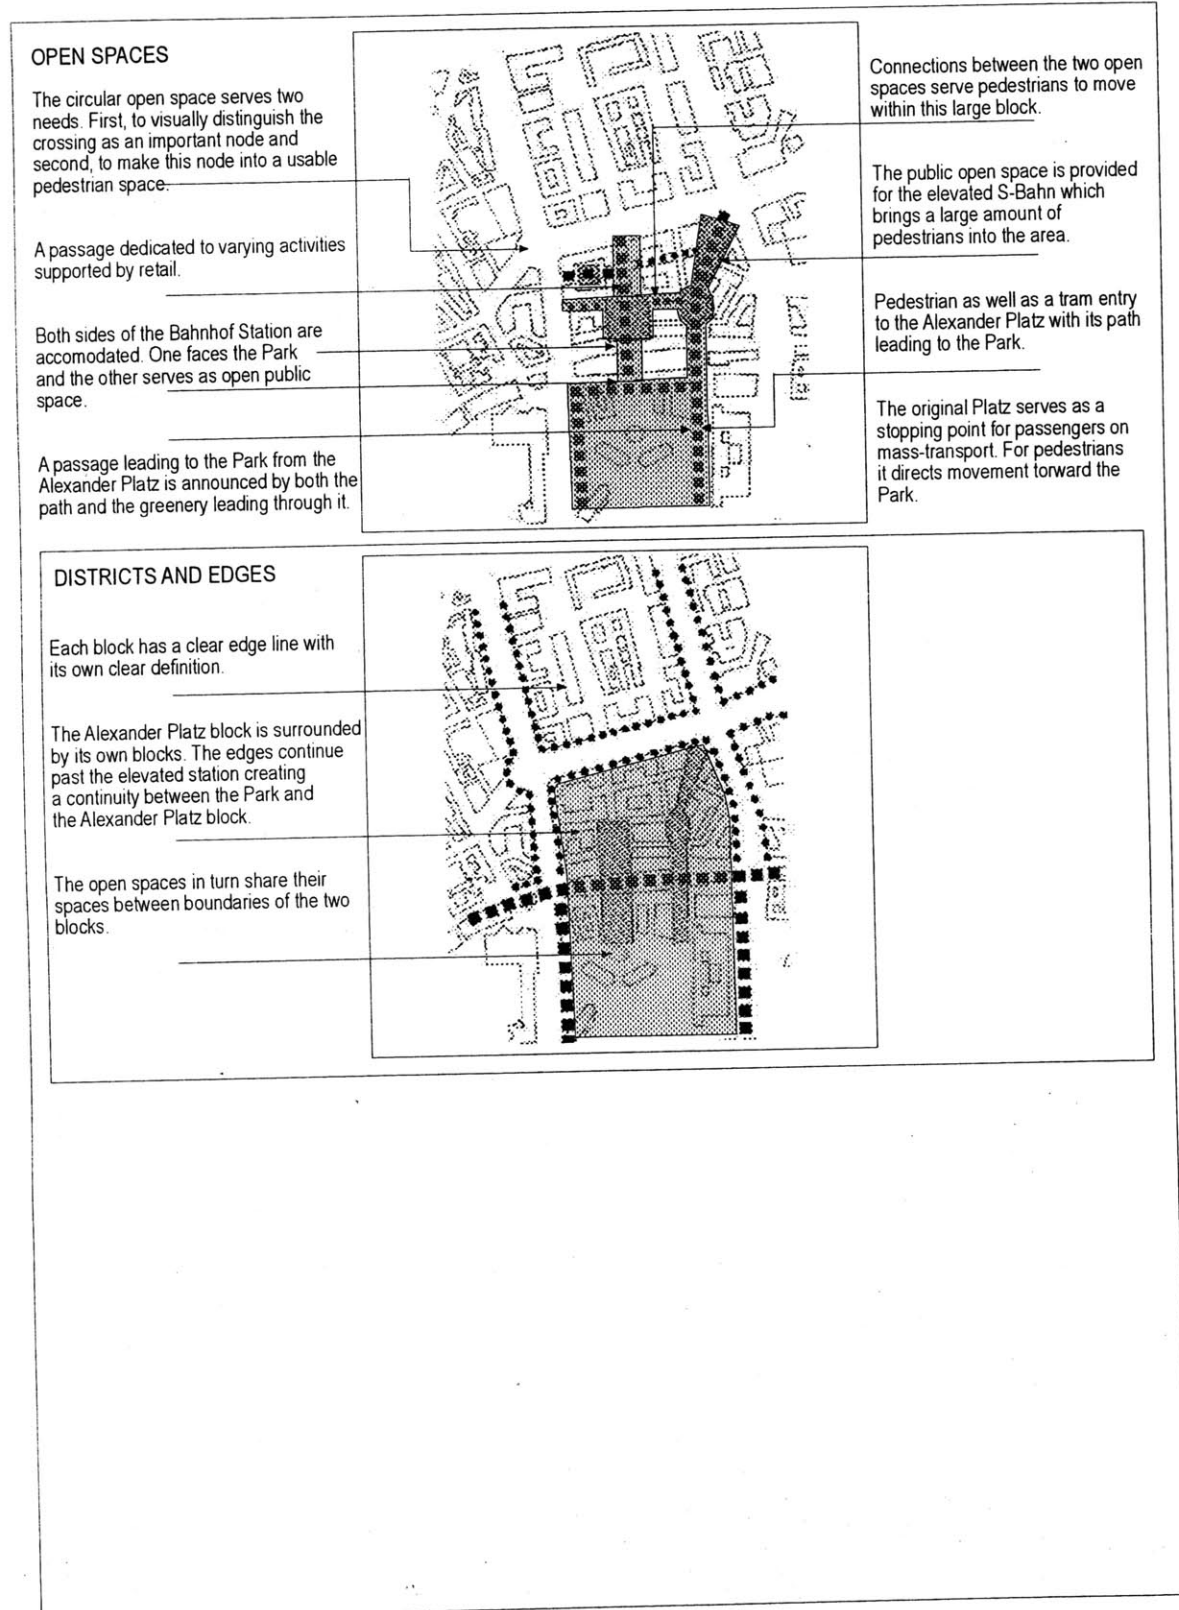 OPEN SPACES
The circular open space serves two
needs. First, to visually distinguish the
crossing as an important node and
second, to make this node into a usable
pedestrian space.
A passage dedicated to varying activities
supported by retail.
Both sides of the Bahnhof Station are
accomodated. One faces the Park
and the other serves as open public
space.
A passage leading to the Park from the
Alexander Platz is announced by both the
path and the greenery leading through it.
Connections between the two open
spaces serve pedestrians to move
within this large block.
The public open space is provided
for the elevated S-Bahn which
brings a large amount of
pedestrians into the area.
Pedestrian as well as a tram entry
to the Alexander Platz with its path
leading to the Park.
The original Platz serves as a
stopping point for passengers on
mass-transport. For pedestrians
it directs movement torward the
Park.
DISTRICTS AND EDGES
Each block has a clear edge line with
its own clear definition.
The Alexander Platz block is surrounded
by its own blocks. The edges continue
past the elevated station creating
a continuity between the Park and
the Alexander Platz block.
The open spaces in turn share their
spaces between boundaries of the two
blocks.